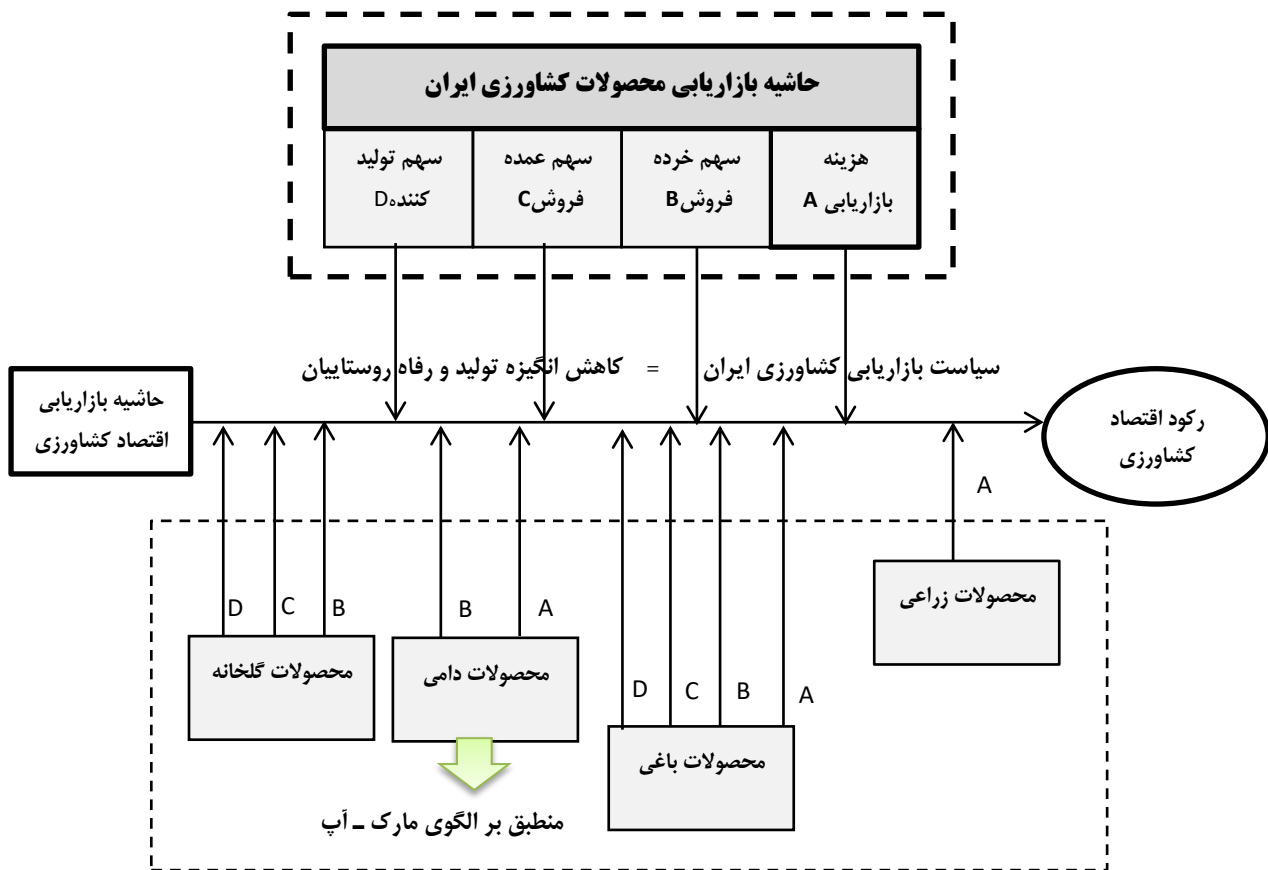 حاشیه بازاریابی محصولات کشاورزی ایران
هزینه
بازاریابی A
سهم خرده
فروشB
سهم عمده
فروشC
سهم تولید
کنندهD
سیاست بازاریابی کشاورزی ایران = کاهش انگیزه تولید و رفاه روستاییان
حاشیه بازاریابی
اقتصاد کشاورزی
رکود اقتصاد
کشاورزی
A
محصولات زراعی
A
B
C
D
محصولات باغی
A
B
محصولات دامی
منطبق بر الگوی مارک ـ آپ
B
C
D
محصولات گلخانه